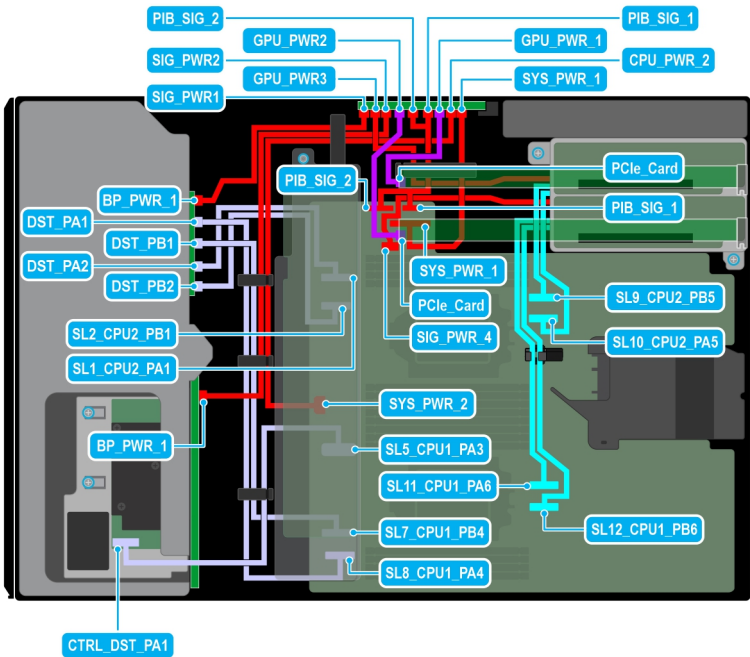 PIB_SIG_2
PIB_SIG_1
GPU_PWR2
GPU_PWR_1
SIG_PWR2
CPU_PWR_2
GPU_PWR3
SYS_PWR_1
SIG_PWR1
PCIe_Card
PIB_SIG_2
BP_PWR_1
PIB_SIG_1
DST_PA1
DST_PB1
DST_PA2
SYS_PWR_1
DST_PB2
PCIe_Card
SL9_CPU2_PB5
SL2_CPU2_PB1
SIG_PWR_4
SL10_CPU2_PA5
SL1_CPU2_PA1
SYS_PWR_2
BP_PWR_1
SL5_CPU1_PA3
SL11_CPU1_PA6
SL7_CPU1_PB4
SL12_CPU1_PB6
SL8_CPU1_PA4
CTRL_DST_PA1